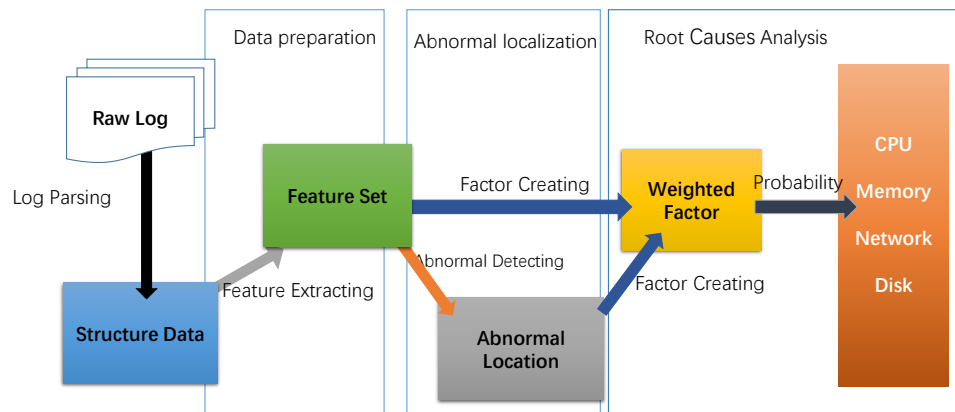 Data preparation
Abnormal localization
Root Causes Analysis
Raw Log
Log Parsing
Feature Set
Factor Creating
Weighted
Factor
Probability
CPU
Memory
Network
Disk
Abnormal Detecting
Feature Extracting
Factor Creating
Structure Data
Abnormal
Location